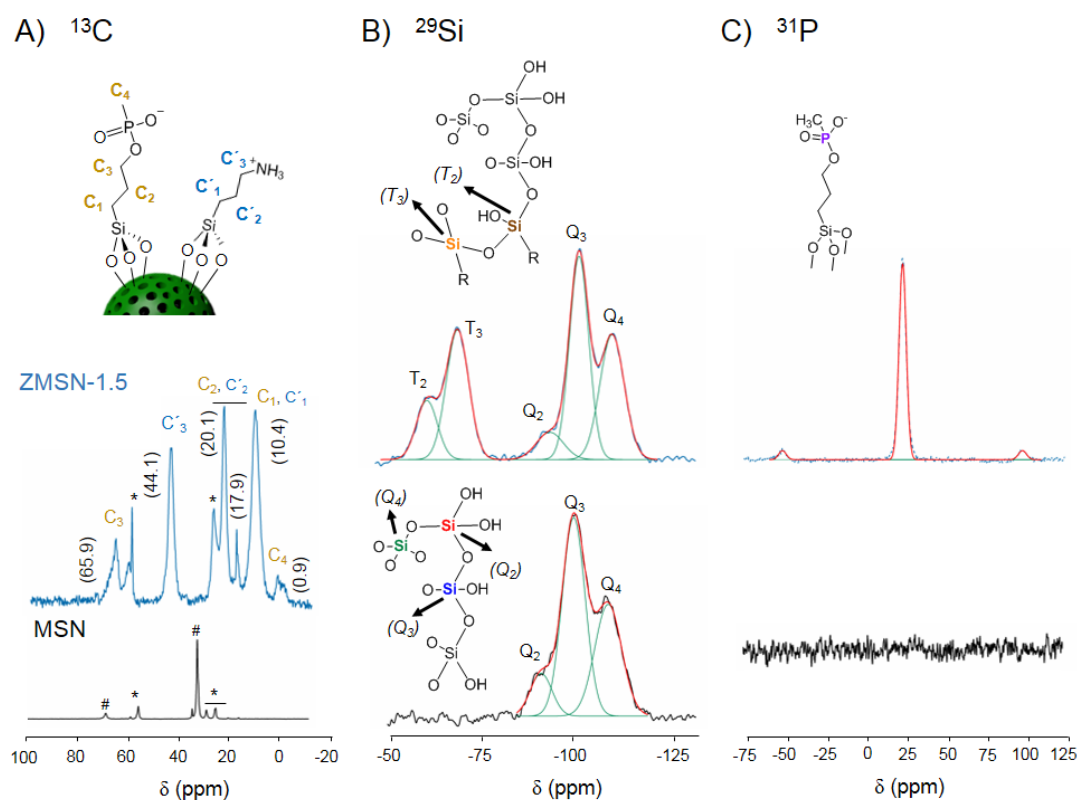 A) ¹³C
C₄
O
P
O⁻
O
C₃
C₂
C₁
Si
O O O
C´₃
⁺NH₃
C´₁
C´₂
Si
O O O
ZMSN-1.5
C₂, C´₂
C₁, C´₁
C´₃
(20.1)
(10.4)
(44.1)
*
*
(17.9)
C₃
C₄
(65.9)
(0.9)
MSN
#
#
*
*
100 80 60 40 20 0 -20
δ (ppm)
B) ²⁹Si
OH
O Si OH
Si
O O
O
O-Si OH
(T₂)
(T₃)
O
O HO Si
O Si O
R
R
Q₃
Q₄
T₃
T₂
Q₂
(Q₄)
OH
O Si OH
Si
O O
O
(Q₂)
O Si OH
(Q₃)
O
Si OH
O
OH
Q₃
Q₄
Q₂
-50 -75 -100 -125
δ (ppm)
C) ³¹P
H₃C O⁻
O P
O
Si O
O O
-75 -50 -25 0 25 50 75 100 125
δ (ppm)